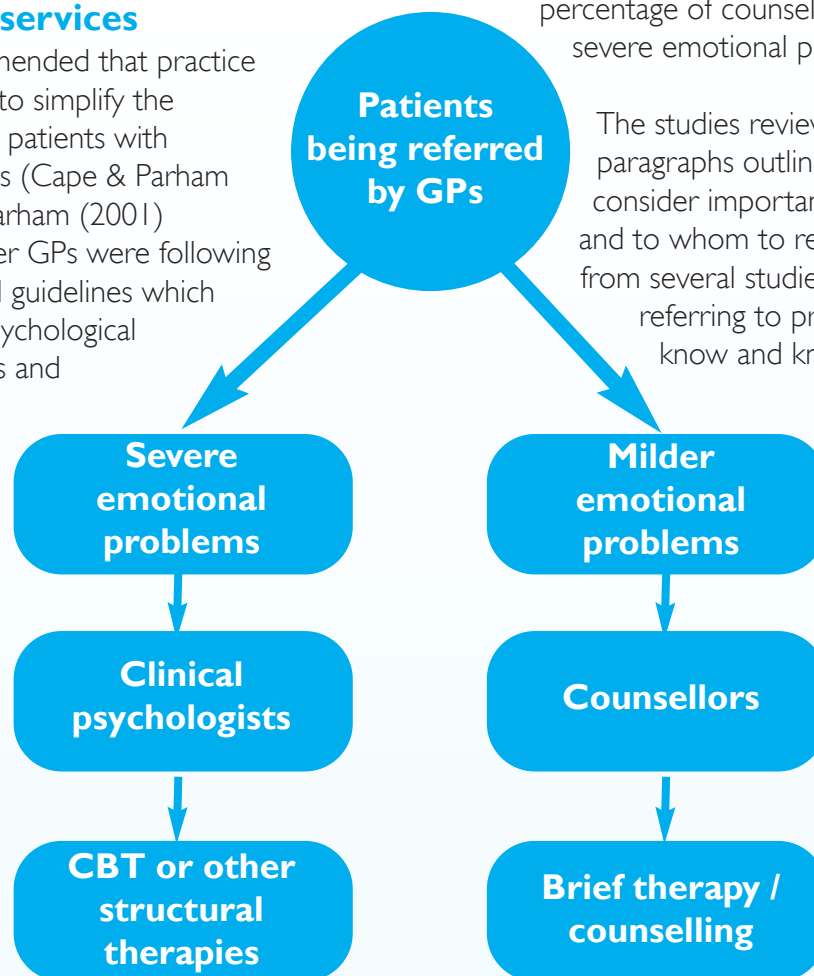 services
mended that practice
to simplify the
patients with
s (Cape & Parham
arham (2001)
er GPs were following
guidelines which
ychological
s and
percentage of counsel
severe emotional p
The studies review
paragraphs outlin
consider importan
and to whom to re
from several studie
referring to pr
know and kn
Patients
being referred
by GPs
Severe
emotional
problems
Clinical
psychologists
CBT or other
structural
therapies
Milder
emotional
problems
Counsellors
Brief therapy /
counselling